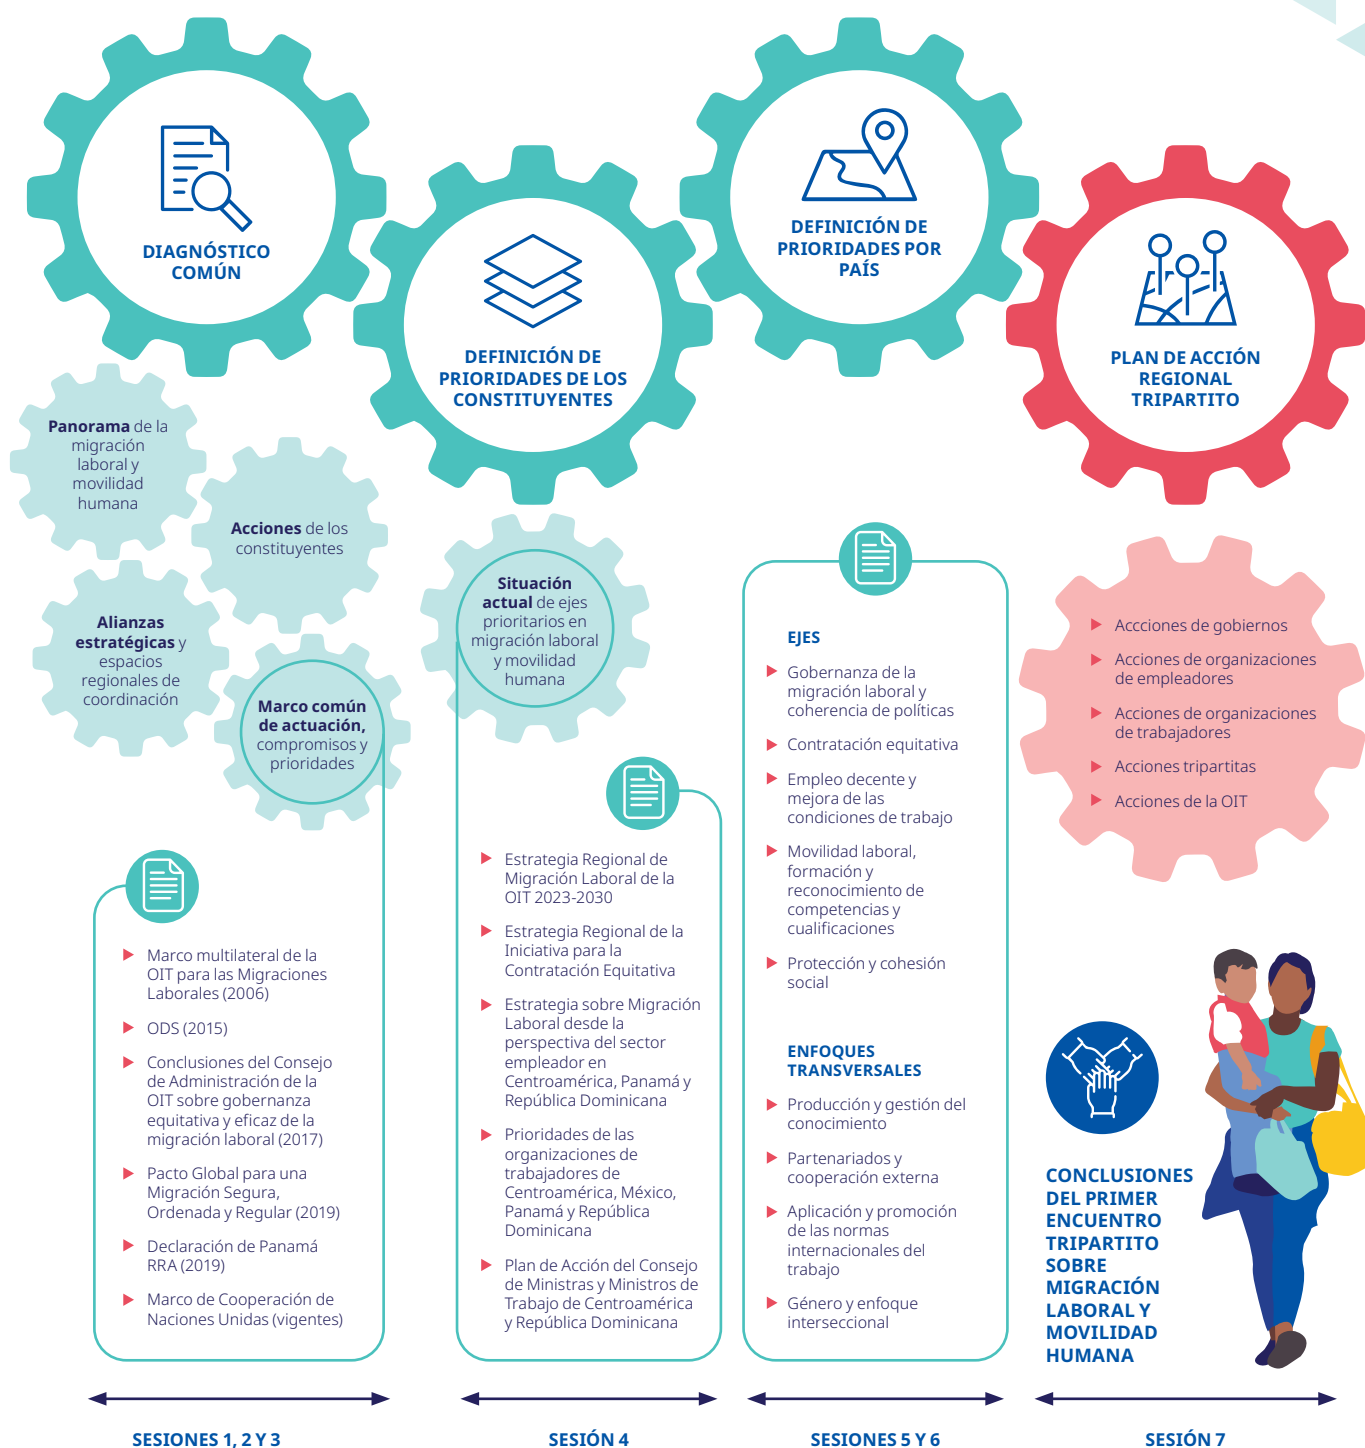 DIAGNÓSTICO
COMÚN
DEFINICIÓN DE
PRIORIDADES DE LOS
CONSTITUYENTES
DEFINICIÓN DE
PRIORIDADES POR
PAÍS
PLAN DE ACCIÓN
REGIONAL
TRIPARTITO
Panorama de la
migración
laboral y
movilidad
humana
Acciones de los
constituyentes
Alianzas
estratégicas y
espacios
regionales de
coordinación
Marco común
de actuación,
compromisos y
prioridades
Marco multilateral de la
OIT para las Migraciones
Laborales (2006)
ODS (2015)
Conclusiones del Consejo
de Administración de la
OIT sobre gobernanza
equitativa y eficaz de la
migración laboral (2017)
Pacto Global para una
Migración Segura,
Ordenada y Regular (2019)
Declaración de Panamá
RRA (2019)
Marco de Cooperación de
Naciones Unidas (vigentes)
Situación
actual de ejes
prioritarios en
migración laboral
y movilidad
humana
Estrategia Regional de
Migración Laboral de la
OIT 2023-2030
Estrategia Regional de la
Iniciativa para la
Contratación Equitativa
Estrategia sobre Migración
Laboral desde la
perspectiva del sector
empleador en
Centroamérica, Panamá y
República Dominicana
Prioridades de las
organizaciones de
trabajadores de
Centroamérica, México,
Panamá y República
Dominicana
Plan de Acción del Consejo
de Ministras y Ministros de
Trabajo de Centroamérica
y República Dominicana
EJES
Gobernanza de la
migración laboral y
coherencia de políticas
Contratación equitativa
Empleo decente y
mejora de las
condiciones de trabajo
Movilidad laboral,
formación y
reconocimiento de
competencias y
cualificaciones
Protección y cohesión
social
ENFOQUES
TRANSVERSALES
Producción y gestión del
conocimiento
Partenariados y
cooperación externa
Aplicación y promoción
de las normas
internacionales del
trabajo
Género y enfoque
interseccional
Accciones de gobiernos
Acciones de organizaciones
de empleadores
Acciones de organizaciones
de trabajadores
Acciones tripartitas
Acciones de la OIT
CONCLUSIONES
DEL PRIMER
ENCUENTRO
TRIPARTITO
SOBRE
MIGRACIÓN
LABORAL Y
MOVILIDAD
HUMANA
SESIONES 1, 2 Y 3
SESIÓN 4
SESIONES 5 Y 6
SESIÓN 7